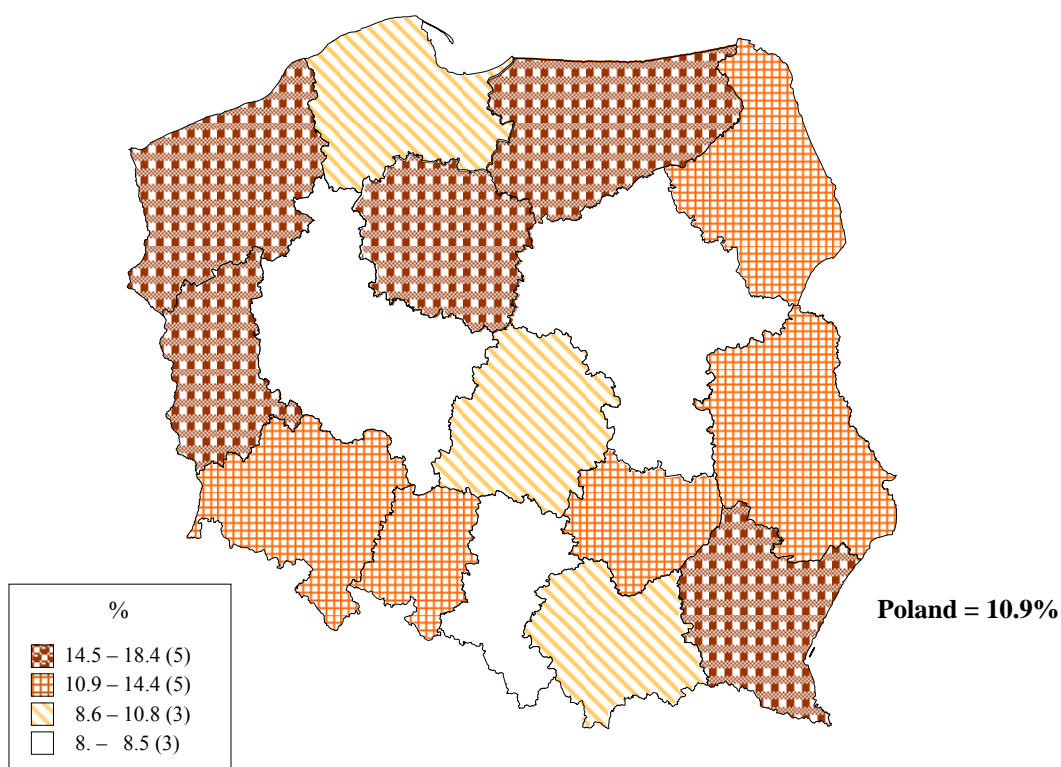 %
14.5 – 18.4 (5)
10.9 – 14.4 (5)
8.6 – 10.8 (3)
8. – 8.5 (3)
Poland = 10.9%